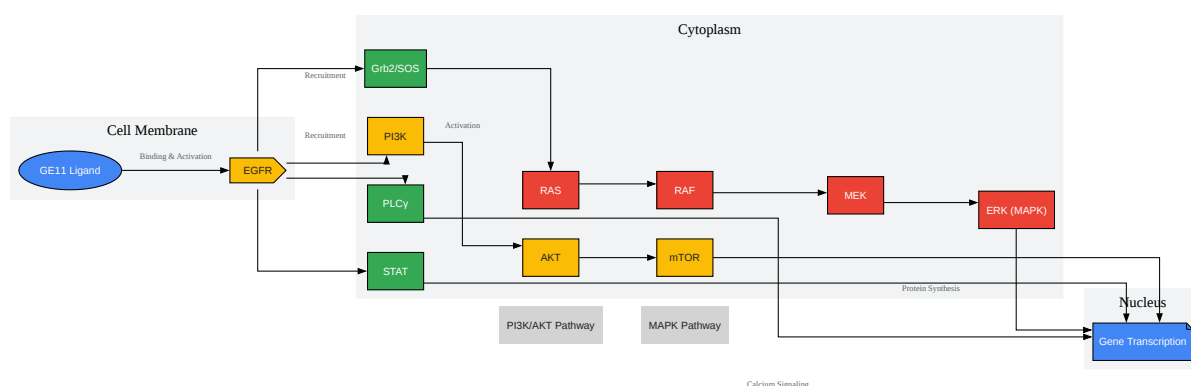 Cytoplasm
Grb2/SOS
Recruitment
Cell Membrane
PI3K
Activation
Recruitment
Binding & Activation
GE11 Ligand
EGFR
RAS
RAF
MEK
PLCγ
ERK (MAPK)
STAT
AKT
mTOR
Protein Synthesis
Nucleus
PI3K/AKT Pathway
MAPK Pathway
Gene Transcription
Calcium Signaling